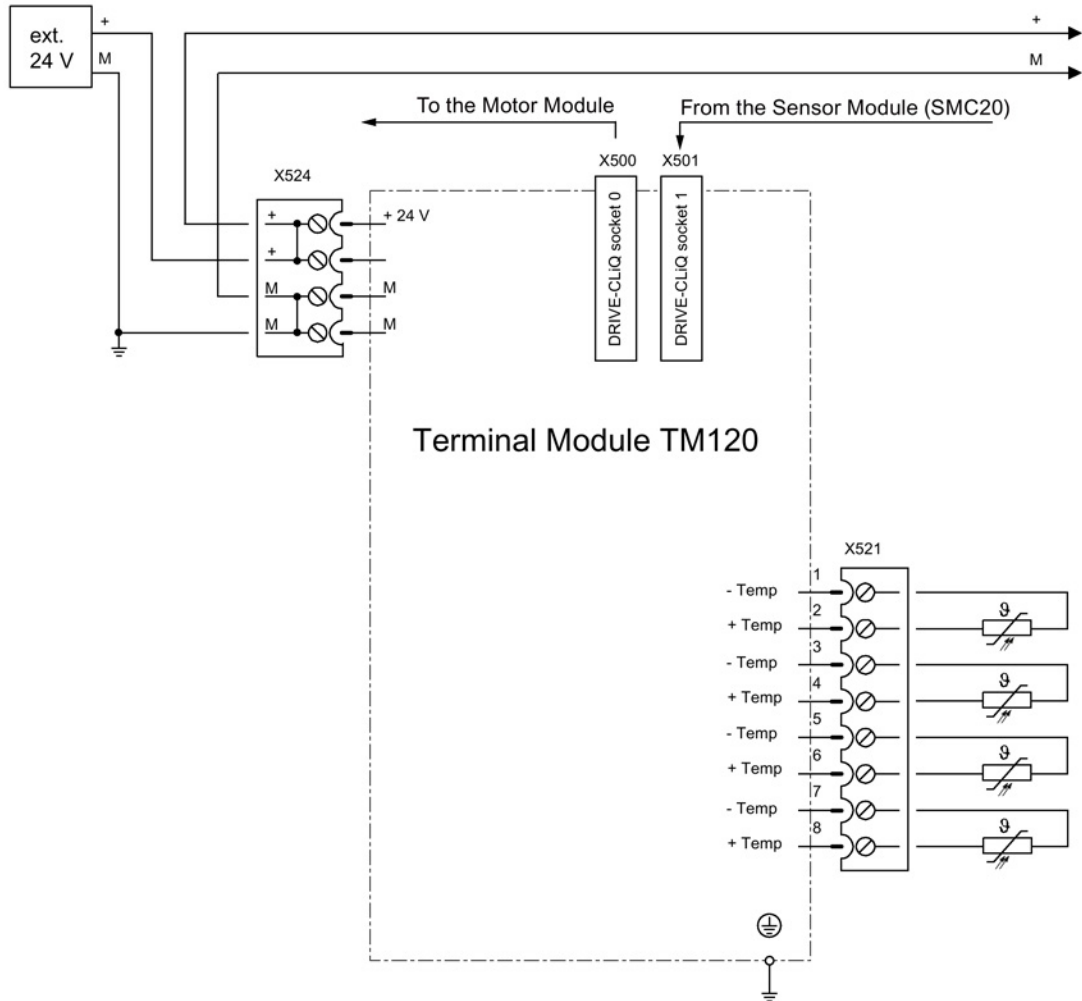 ext.
24 V
+
M
+
M
To the Motor Module
From the Sensor Module (SMC20)
X500
X501
DRIVE-CLiQ socket 0
DRIVE-CLiQ socket 1
X524
+
+
M
M
+ 24 V
M
M
Terminal Module TM120
X521
- Temp 1
+ Temp 2
- Temp 3
+ Temp 4
- Temp 5
+ Temp 6
- Temp 7
+ Temp 8
ϑ
ϑ
ϑ
ϑ